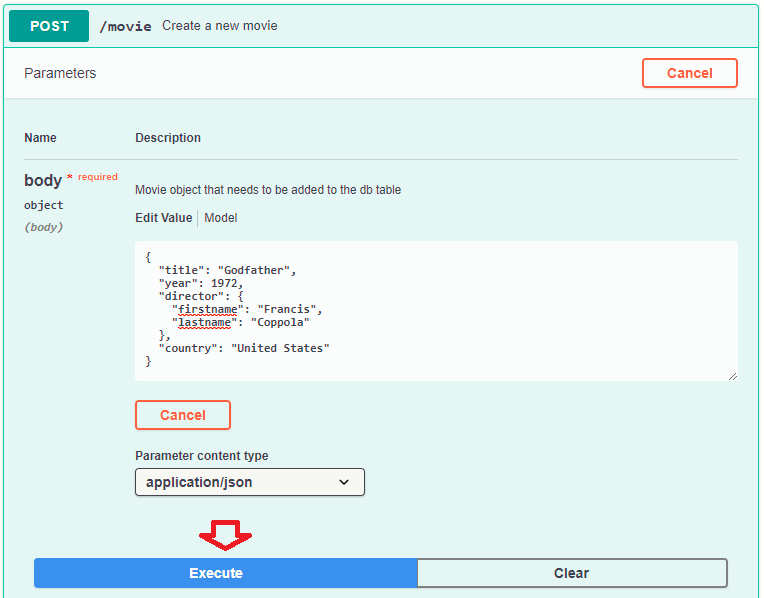 POST /movie Create a new movie
Parameters
Cancel
Name Description
body * required
object
(body)
Movie object that needs to be added to the db table
Edit Value Model
{
  "title": "Godfather",
  "year": 1972,
  "director": {
    "firstname": "Francis",
    "lastname": "Coppola"
  },
  "country": "United States"
}
Cancel
Parameter content type
application/json
Execute Clear